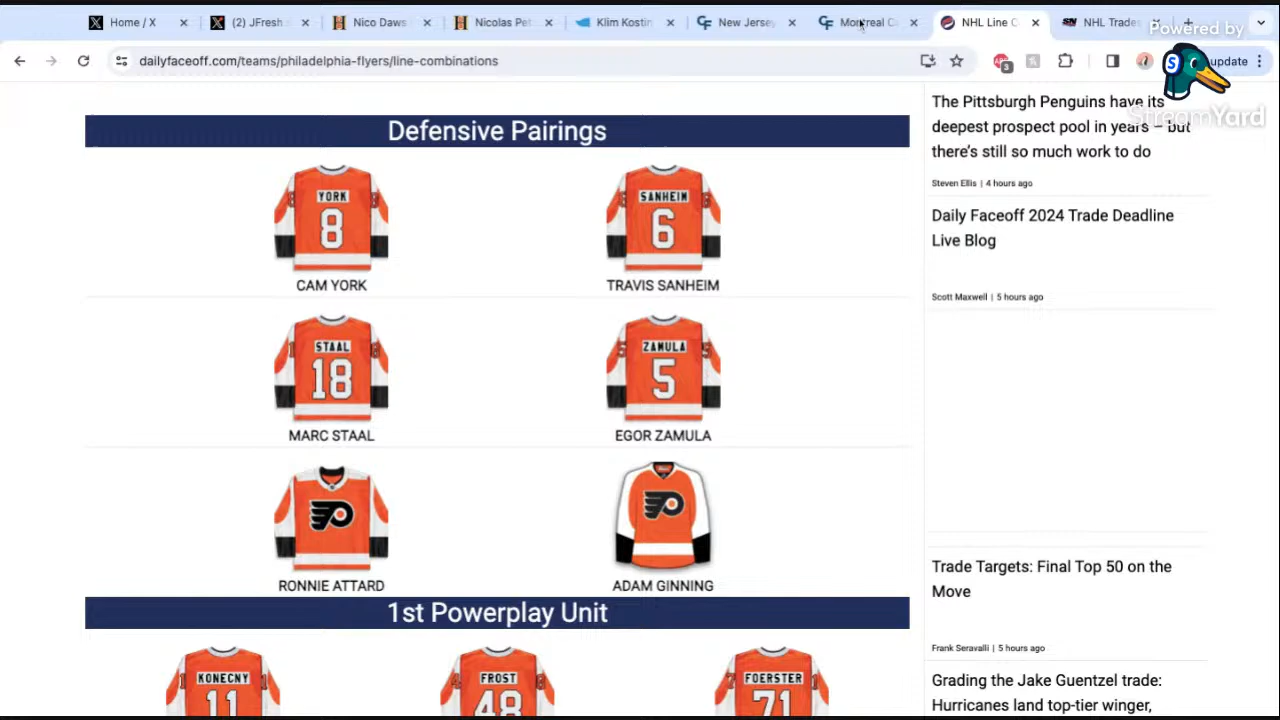 Home / X
(2) JFresh
Nico Daws
Nicolas Pet
Klim Kostin
New Jersey
Montreal Ca
NHL Line C
NHL Trades
Powered by
dailyfaceoff.com/teams/philadelphia-flyers/line-combinations
3
S
update
StreamYard
Defensive Pairings
The Pittsburgh Penguins have its
deepest prospect pool in years – but
there's still so much work to do
Steven Ellis | 4 hours ago
YORK
8
SANHEIM
6
CAM YORK
TRAVIS SANHEIM
Daily Faceoff 2024 Trade Deadline
Live Blog
Scott Maxwell | 5 hours ago
STAAL
18
ZAMULA
5
MARC STAAL
EGOR ZAMULA
RONNIE ATTARD
ADAM GINNING
Trade Targets: Final Top 50 on the
Move
Frank Seravalli | 5 hours ago
1st Powerplay Unit
KONECNY
11
FROST
48
FOERSTER
71
Grading the Jake Guentzel trade:
Hurricanes land top-tier winger,